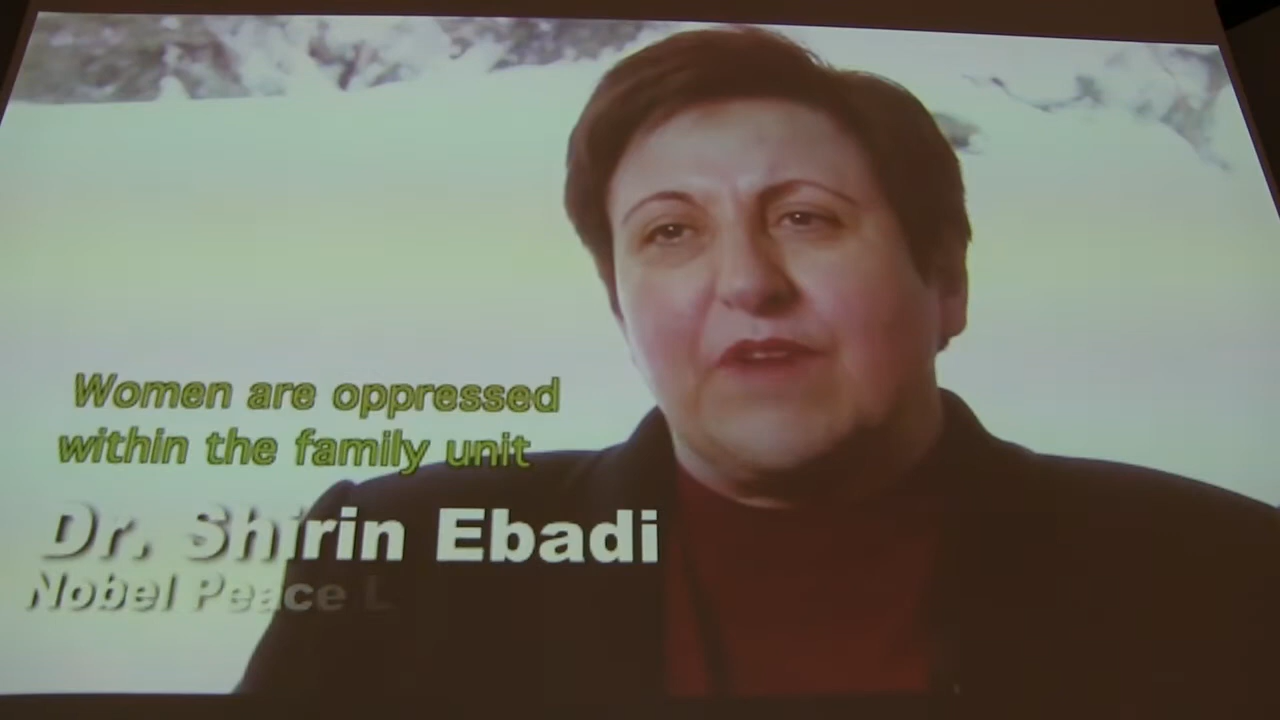 Women are oppressed
within the family unit
Dr. Shirin Ebadi
Nobel Peace L